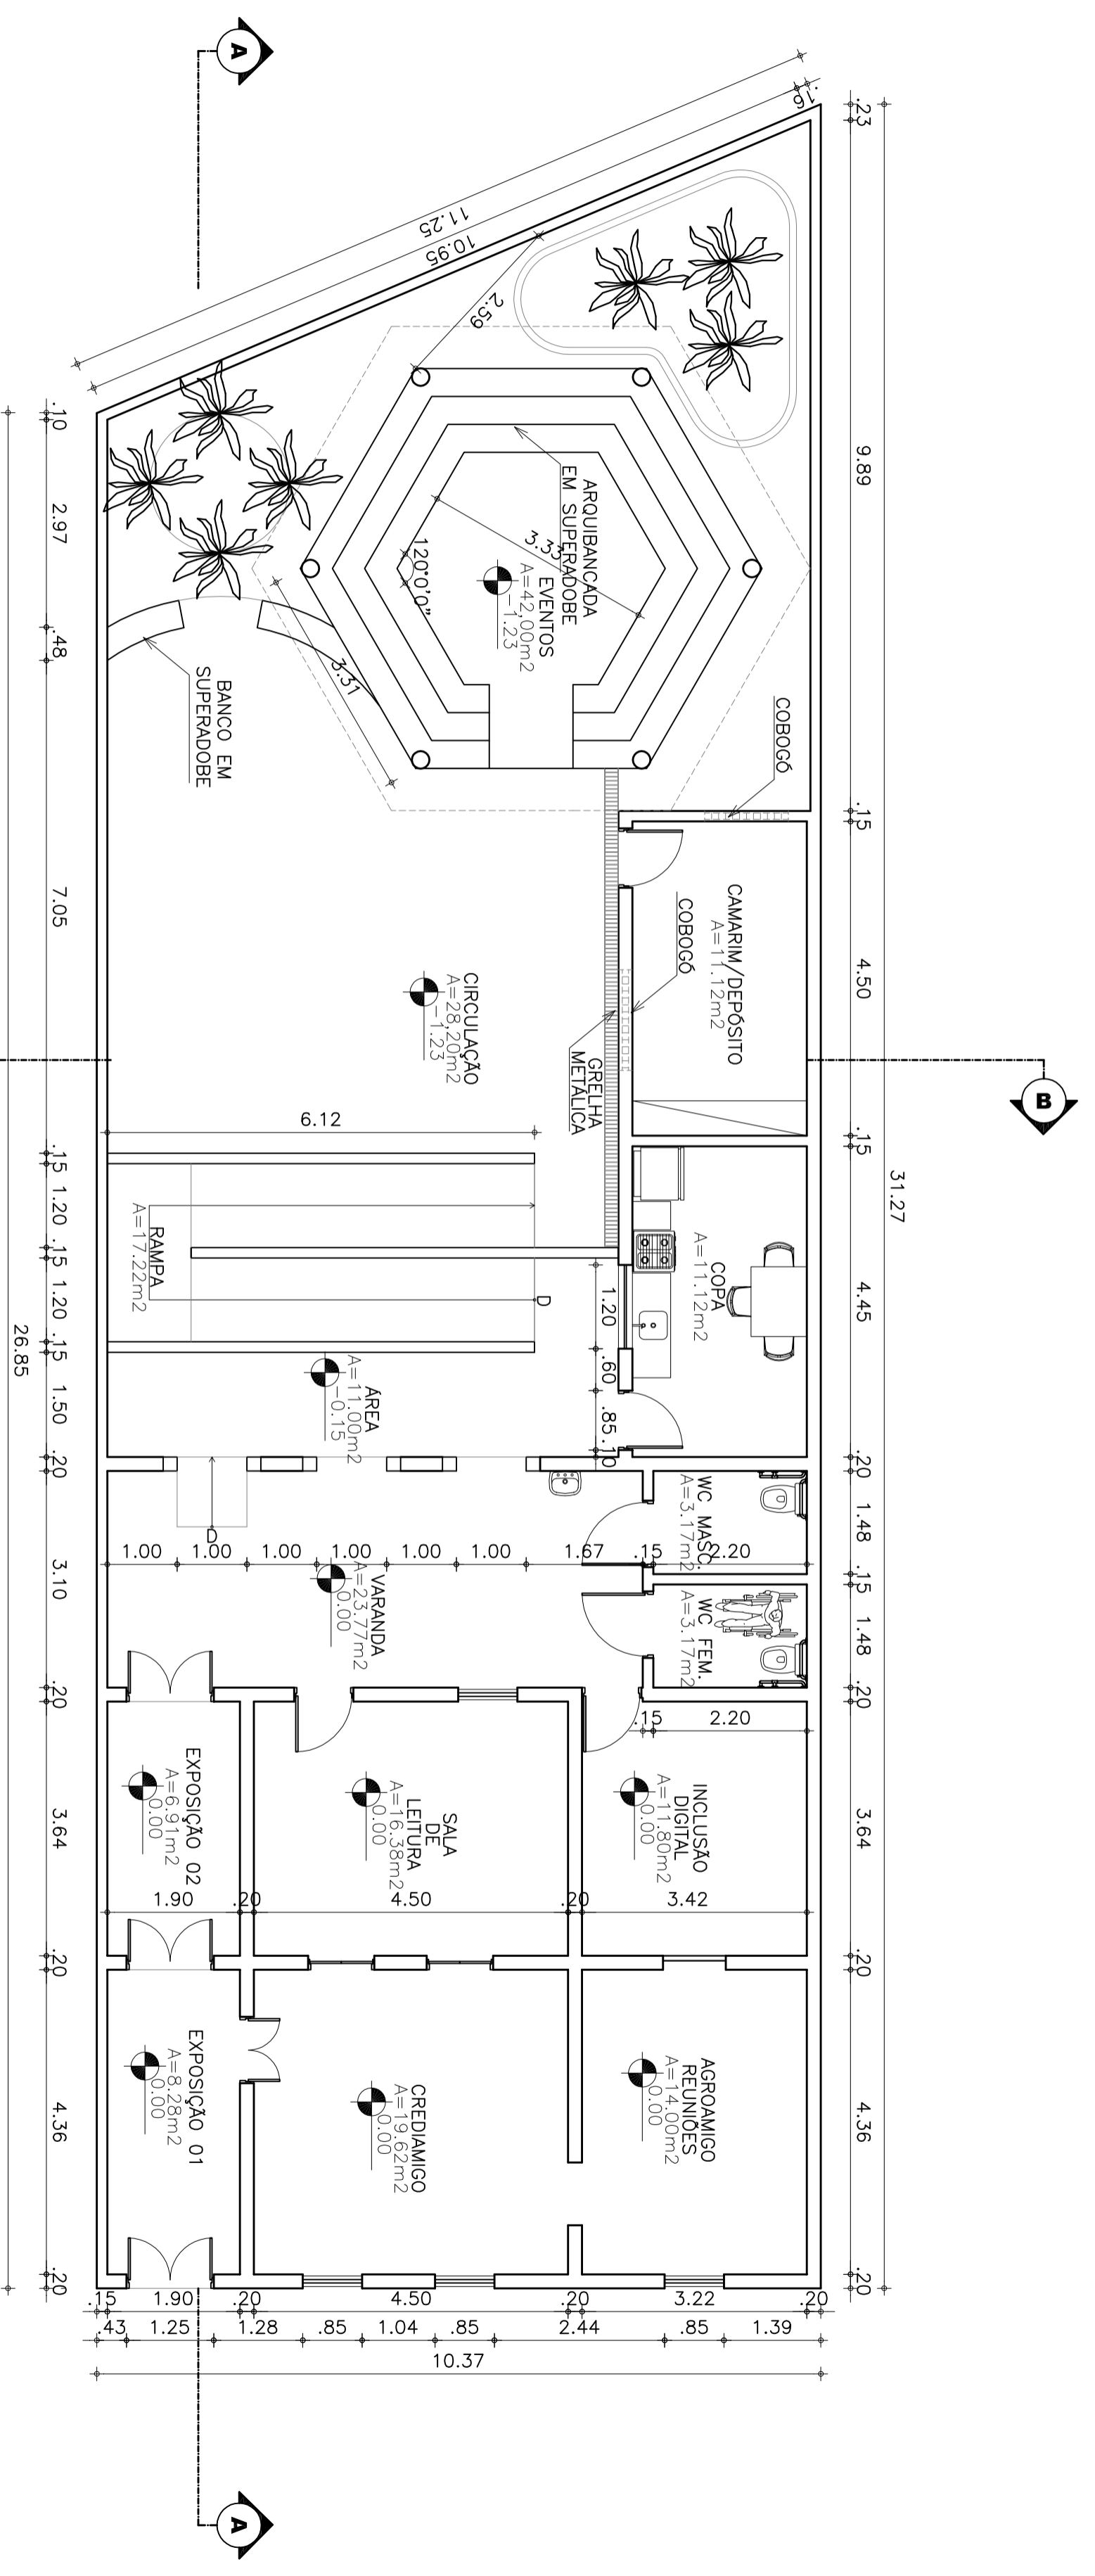 A
.16
.23
11.25
10.95
2.59
.10
9.89
2.97
ARQUIBANCADA
EM SUPERADOBE
3.33
120°0'0"
EVENTOS
A=42,00m2
-1.23
.48
3.31
BANCO EM
SUPERADOBE
COBOGÓ
.15
7.05
CAMARIM/DEPÓSITO
A=11.12m2
COBOGÓ
4.50
CIRCULAÇÃO
A=28,20m2
-1.23
GRELHA
METÁLICA
B
6.12
.15
.15
1.20
.15
1.20
.15
1.50
.20
RAMPA
A=17.22m2
D
31.27
26.85
COPA
A=11.12m2
4.45
1.20
.60
.85
.10
ÁREA
A=11.00m2
-0.15
.20
WC MASC.
A=3.17m2
1.48
D
1.00
1.00
1.00
1.00
1.00
1.00
1.67
.15
2.20
3.10
VARANDA
A=23.77m2
0.00
.15
WC FEM.
A=3.17m2
1.48
.20
.20
.15
2.20
EXPOSIÇÃO 02
A=6.91m2
0.00
SALA
DE
LEITURA
A=16.38m2
0.00
INCLUSÃO
DIGITAL
A=11.80m2
0.00
3.64
3.64
1.90
.20
4.50
.20
3.42
.20
.20
EXPOSIÇÃO 01
A=8.28m2
0.00
CREDIAMIGO
A=19.62m2
0.00
AGROAMIGO
REUNIÕES
A=14.00m2
0.00
4.36
4.36
.20
.20
.15
1.90
.20
4.50
.20
3.22
.20
.43
1.25
1.28
.85
1.04
.85
2.44
.85
1.39
10.37
A